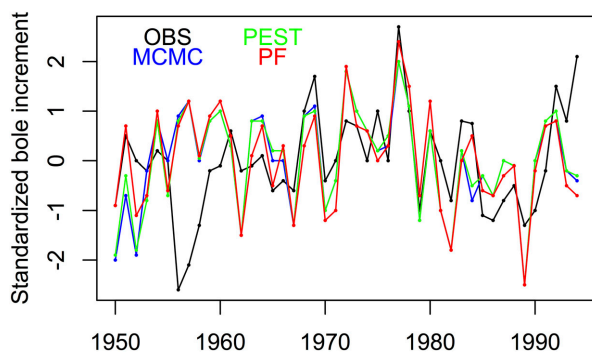 OBS PEST
MCMC PF
Standardized bole increment
2
1
0
-1
-2
1950 1960 1970 1980 1990